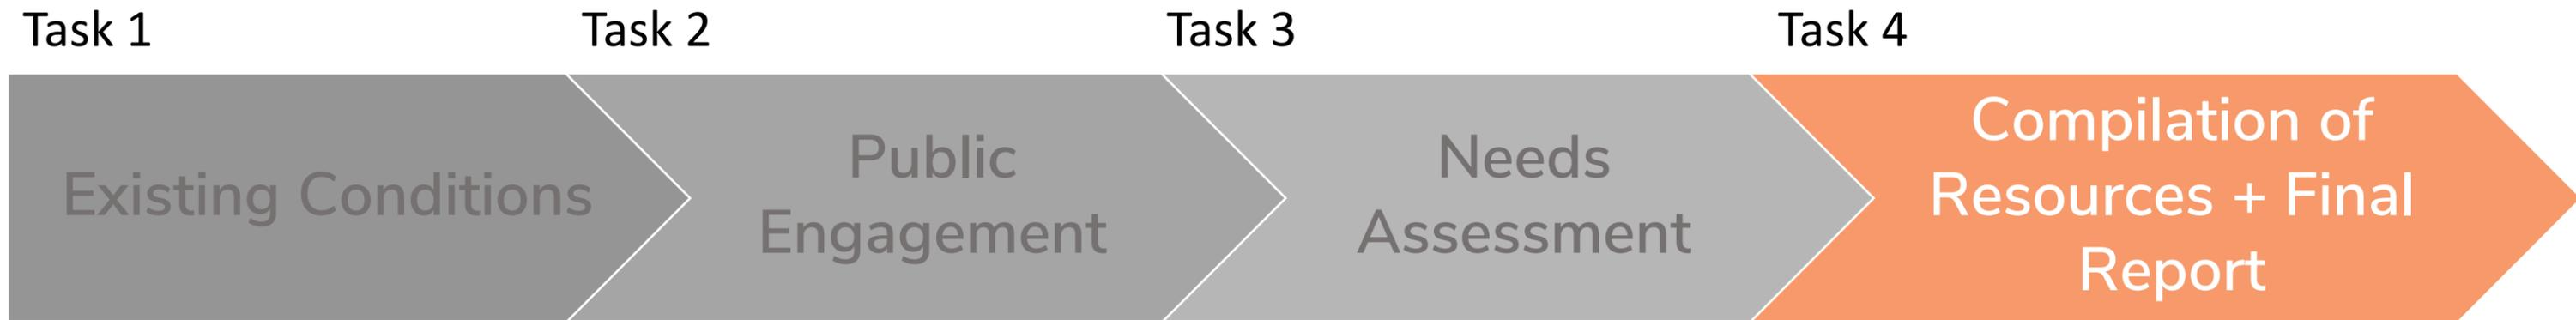 Task 1
Task 2
Task 3
Task 4
Existing Conditions
Public
Engagement
Needs
Assessment
Compilation of
Resources + Final
Report